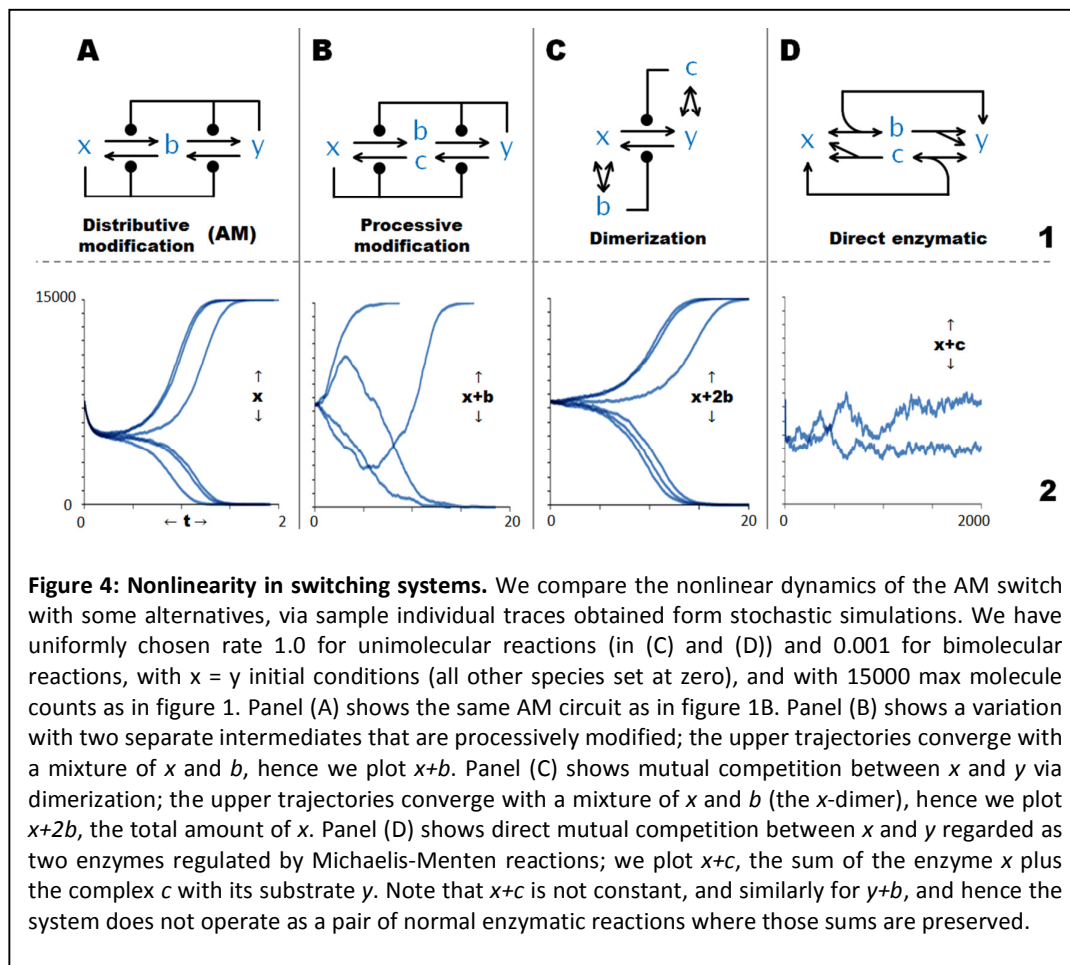 A
B
C
D
x
b
y
x
b
c
y
c
x
y
b
x
b
c
y
Distributive
modification
(AM)
Processive
modification
Dimerization
Direct enzymatic
1
15000
0
↑
x
↓
0
← t →
2
↑
x+b
↓
0
20
↑
x+2b
↓
0
20
↑
x+c
↓
0
2000
2
Figure 4: Nonlinearity in switching systems. We compare the nonlinear dynamics of the AM switch
with some alternatives, via sample individual traces obtained form stochastic simulations. We have
uniformly chosen rate 1.0 for unimolecular reactions (in (C) and (D)) and 0.001 for bimolecular
reactions, with x = y initial conditions (all other species set at zero), and with 15000 max molecule
counts as in figure 1. Panel (A) shows the same AM circuit as in figure 1B. Panel (B) shows a variation
with two separate intermediates that are processively modified; the upper trajectories converge with
a mixture of x and b, hence we plot x+b. Panel (C) shows mutual competition between x and y via
dimerization; the upper trajectories converge with a mixture of x and b (the x-dimer), hence we plot
x+2b, the total amount of x. Panel (D) shows direct mutual competition between x and y regarded as
two enzymes regulated by Michaelis-Menten reactions; we plot x+c, the sum of the enzyme x plus
the complex c with its substrate y. Note that x+c is not constant, and similarly for y+b, and hence the
system does not operate as a pair of normal enzymatic reactions where those sums are preserved.